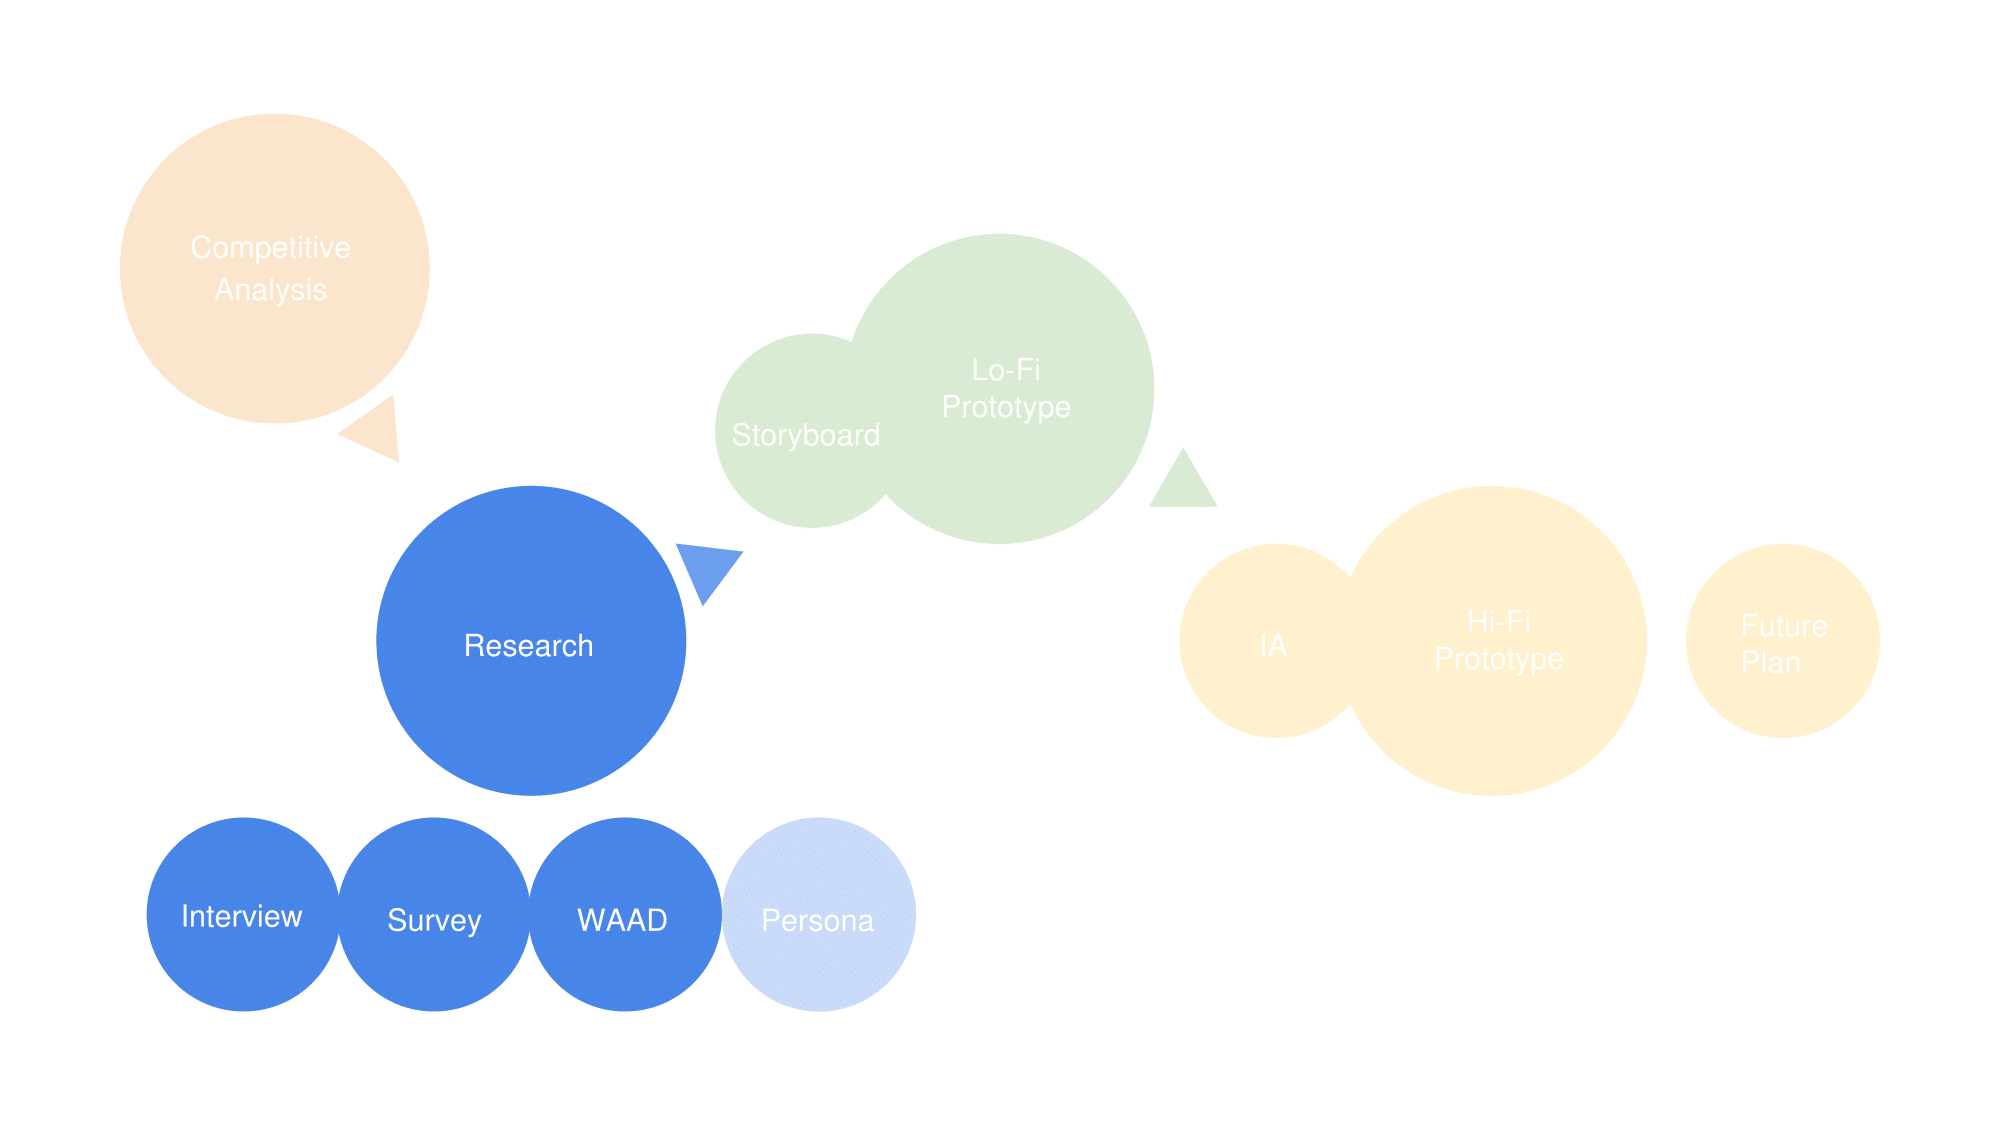 Competitive
Analysis
Research
Interview
Survey
WAAD
Persona
Storyboard
Lo-Fi
Prototype
IA
Hi-Fi
Prototype
Future
Plan